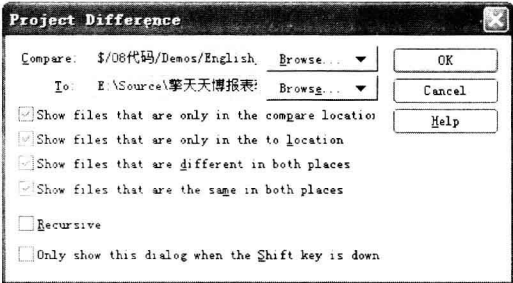 Project Difference
Compare: $/08代码/Demos/English_ Browse... OK
To: E:\Source\擎天天博报表 Browse... Cancel
Show files that are only in the compare location Help
Show files that are only in the to location
Show files that are different in both places
Show files that are the same in both places
Recursive
Only show this dialog when the Shift key is down